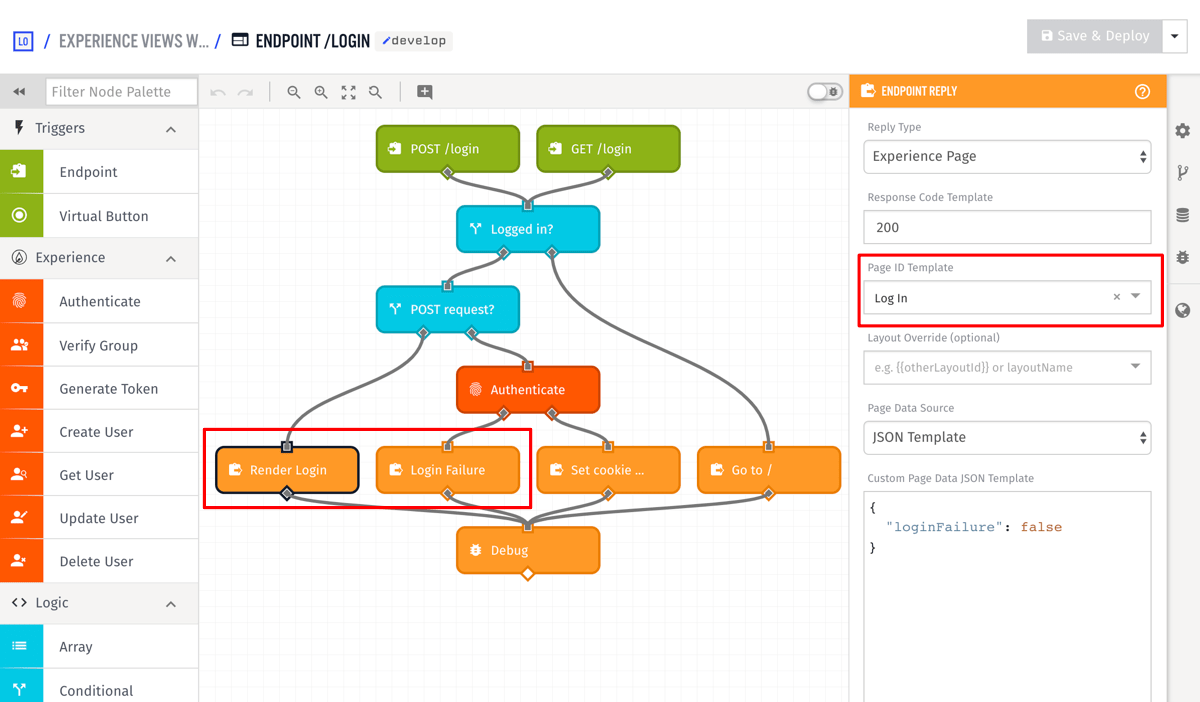 LO / EXPERIENCE VIEWS W... / ENDPOINT /LOGIN develop
Save & Deploy
Filter Node Palette
Triggers
Endpoint
Virtual Button
Experience
Authenticate
Verify Group
Generate Token
Create User
Get User
Update User
Delete User
Logic
Array
Conditional
POST /login
GET /login
Logged in?
POST request?
Authenticate
Render Login
Login Failure
Set cookie ...
Go to /
Debug
ENDPOINT REPLY
Reply Type
Experience Page
Response Code Template
200
Page ID Template
Log In
Layout Override (optional)
e.g. {{otherLayoutId}} or layoutName
Page Data Source
JSON Template
Custom Page Data JSON Template
{
"loginFailure": false
}